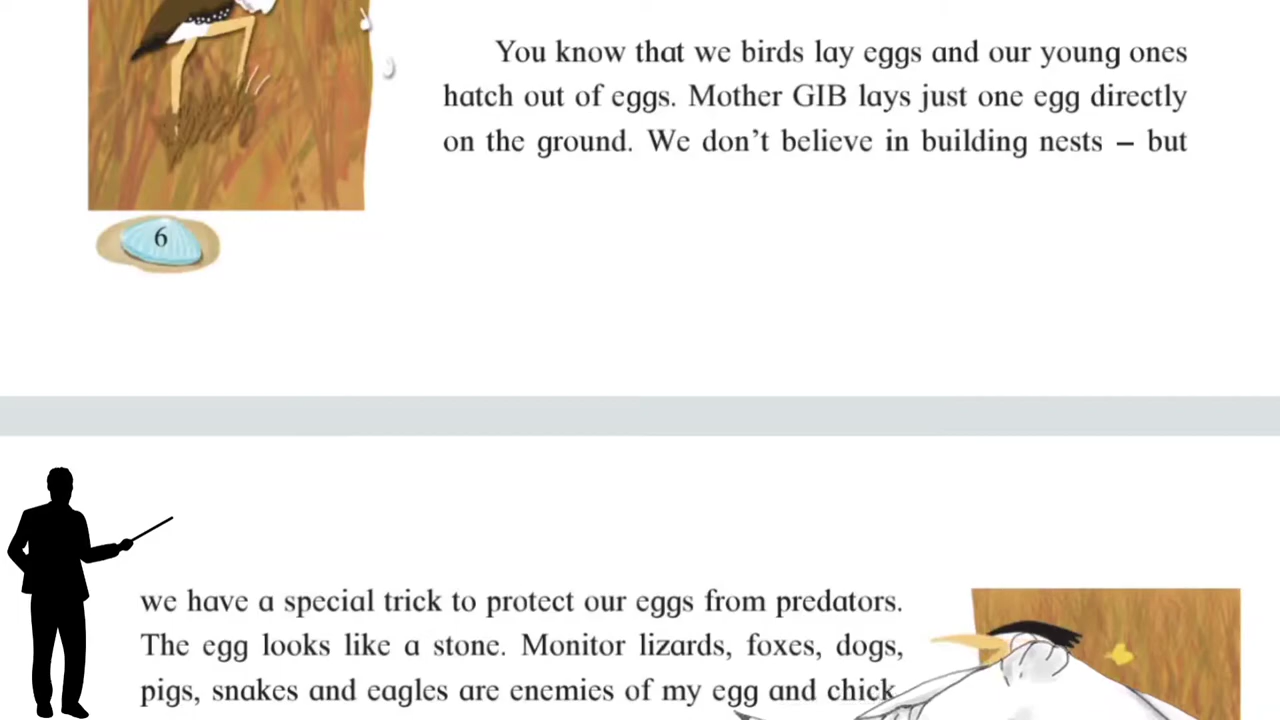 You know that we birds lay eggs and our young ones
hatch out of eggs. Mother GIB lays just one egg directly
on the ground. We don’t believe in building nests – but
6
we have a special trick to protect our eggs from predators.
The egg looks like a stone. Monitor lizards, foxes, dogs,
pigs, snakes and eagles are enemies of my egg and chick